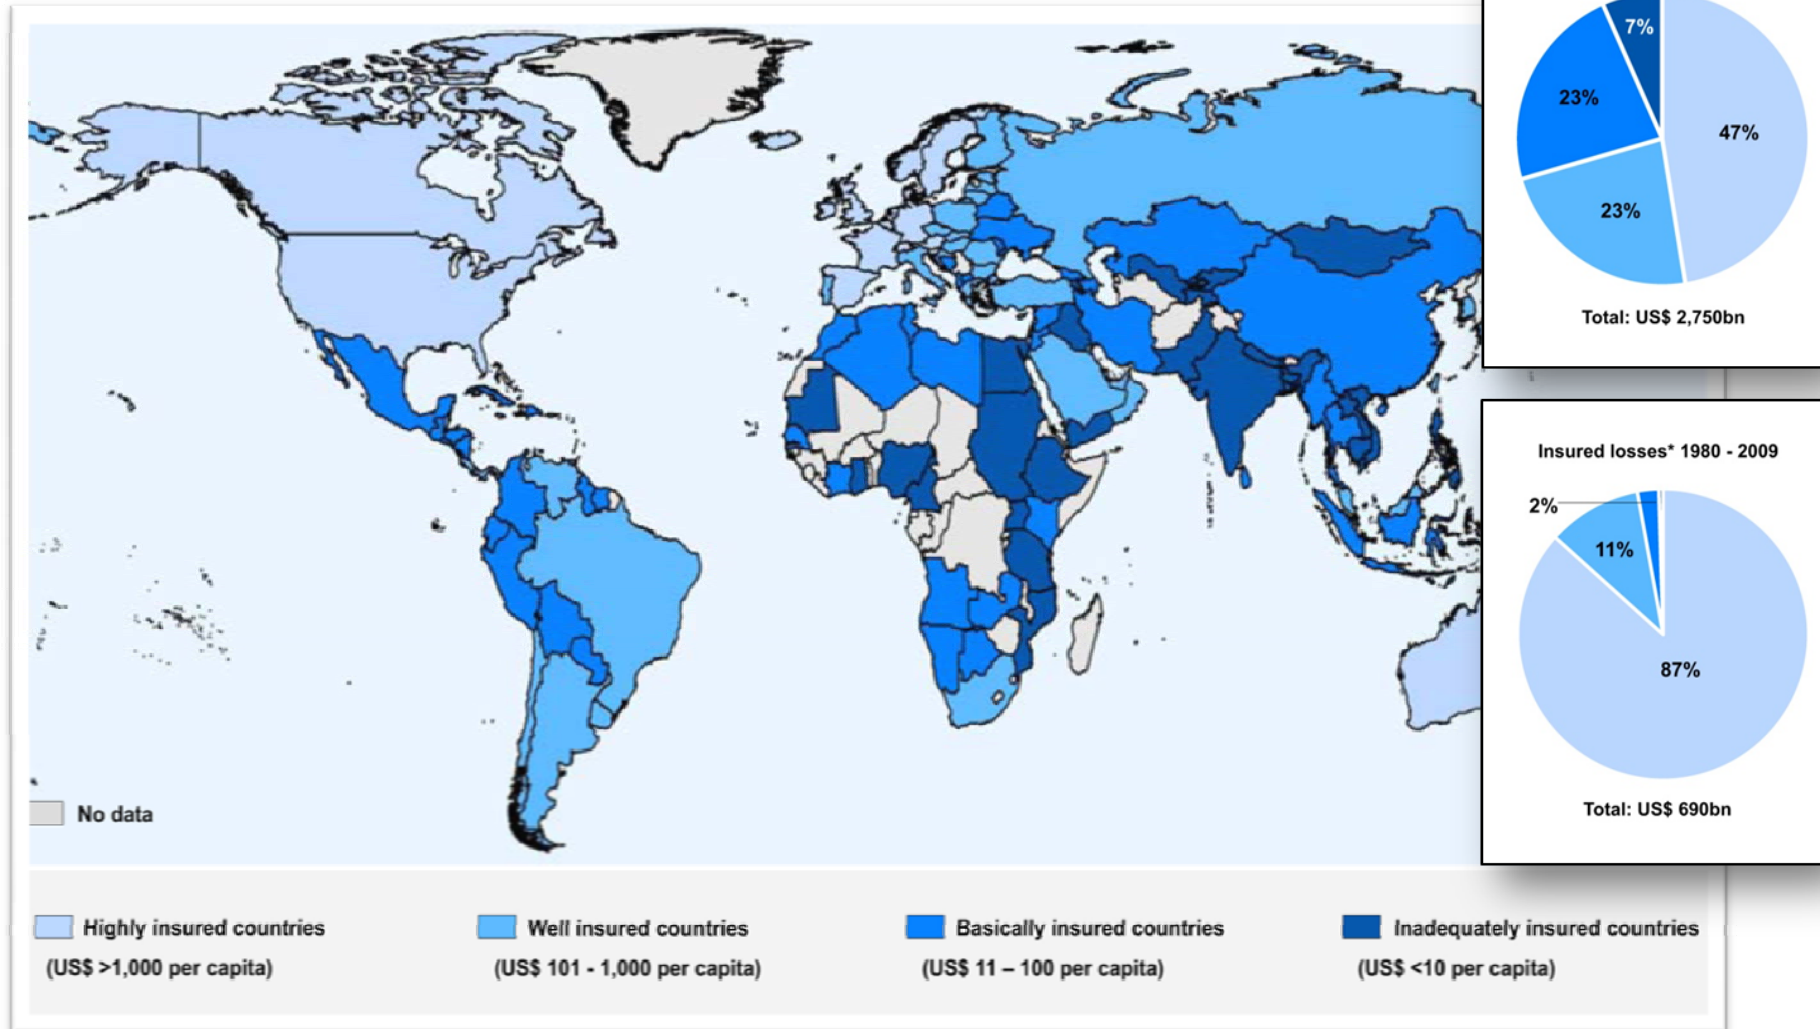 7%
23%
47%
23%
Total: US$ 2,750bn
Insured losses* 1980 - 2009
2%
11%
87%
Total: US$ 690bn
No data
Highly insured countries
(US$ >1,000 per capita)
Well insured countries
(US$ 101 - 1,000 per capita)
Basically insured countries
(US$ 11 – 100 per capita)
Inadequately insured countries
(US$ <10 per capita)